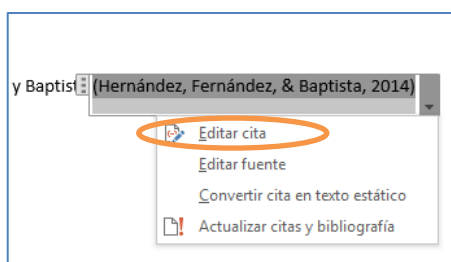 y Baptist (Hernández, Fernández, & Baptista, 2014)
Editar cita
Editar fuente
Convertir cita en texto estático
Actualizar citas y bibliografía